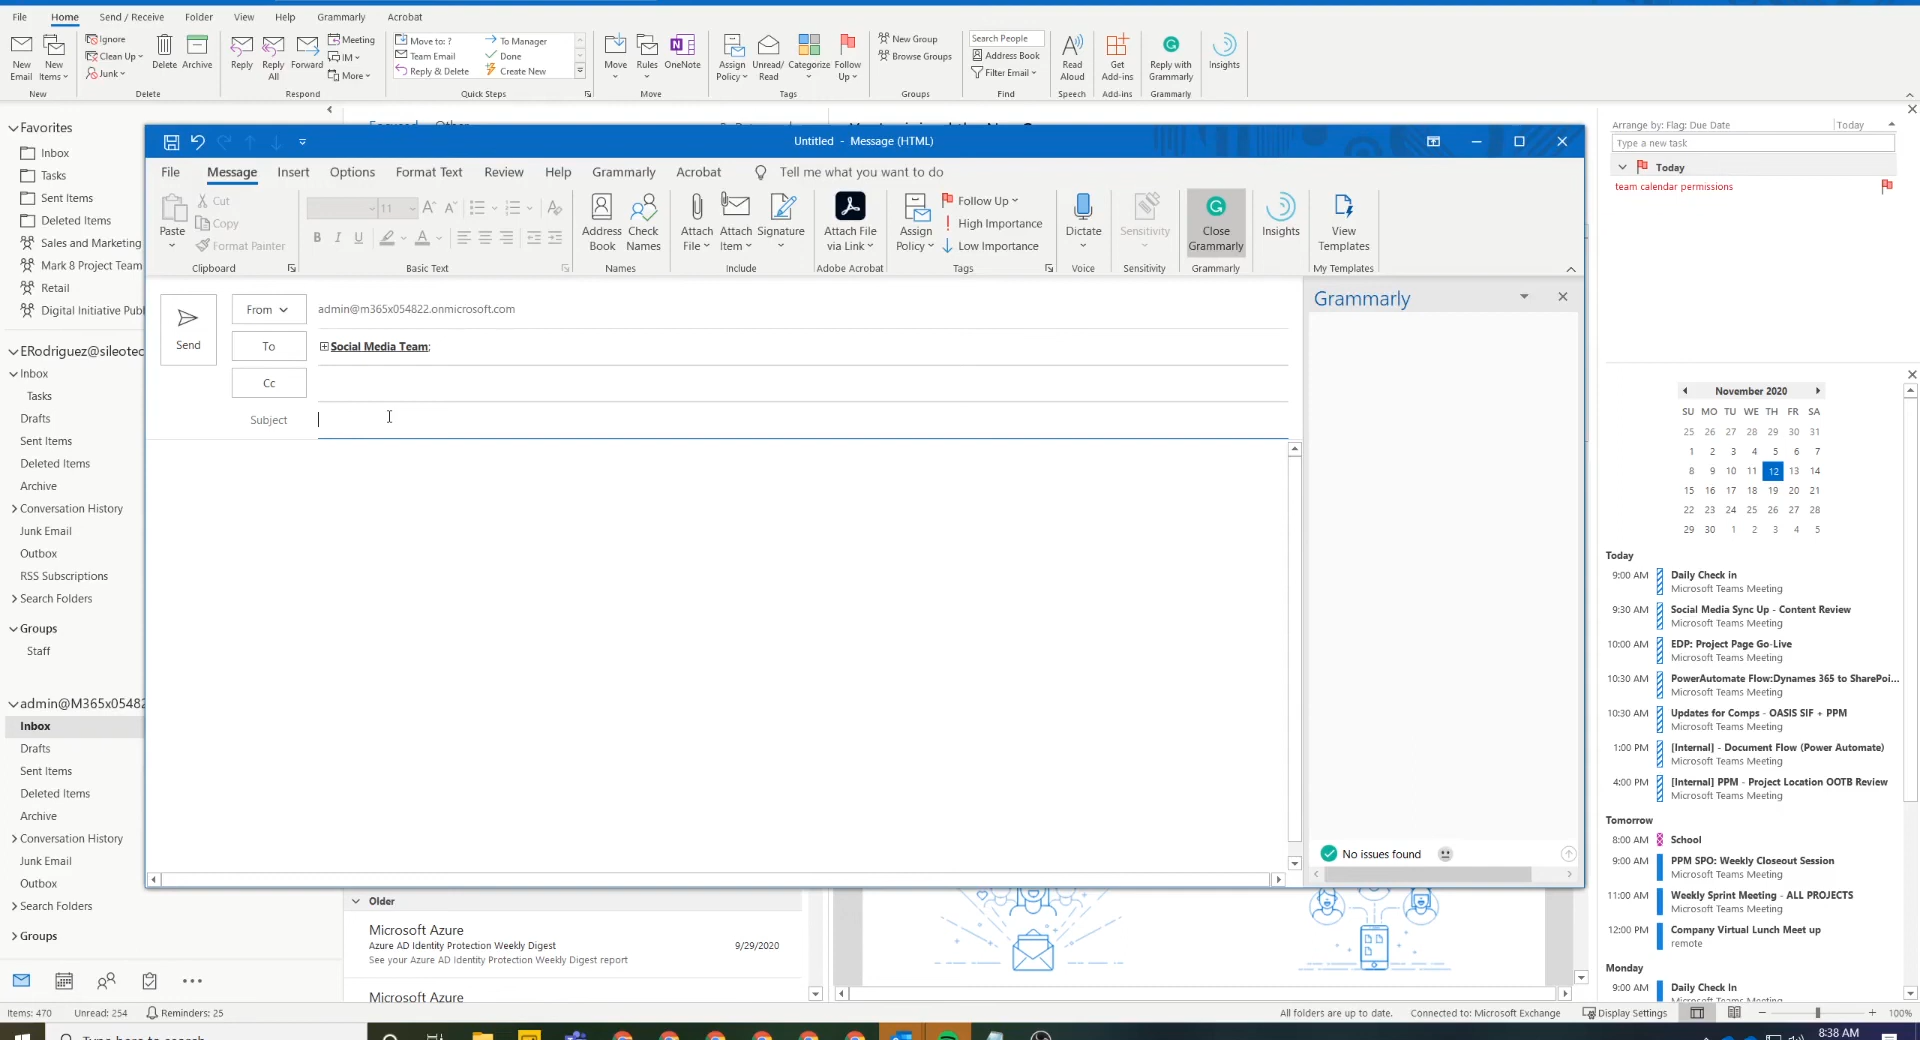 File Home Send / Receive Folder View Help Grammarly Acrobat
New Email
New Items
Ignore
Clean Up
Junk
Delete
Archive
Reply
Reply All
Forward
Meeting
IM
More
Move to: ?
Team Email
Reply & Delete
To Manager
Done
Create New
Move
Rules
OneNote
Assign Policy
Unread/ Read
Categorize
Follow Up
New Group
Browse Groups
Search People
Address Book
Filter Email
Read Aloud
Get Add-ins
Reply with Grammarly
Insights
New Delete Respond Quick Steps Move Tags Groups Find Speech Add-ins Grammarly
Favorites
Inbox
Tasks
Sent Items
Deleted Items
Sales and Marketing
Mark 8 Project Team
Retail
Digital Initiative Publ
ERodriguez@sileotec
Inbox
Tasks
Drafts
Sent Items
Deleted Items
Archive
Conversation History
Junk Email
Outbox
RSS Subscriptions
Search Folders
Groups
Staff
admin@M365x05482
Inbox
Drafts
Sent Items
Deleted Items
Archive
Conversation History
Junk Email
Outbox
Search Folders
Groups
Untitled - Message (HTML)
File Message Insert Options Format Text Review Help Grammarly Acrobat Tell me what you want to do
Paste
Cut
Copy
Format Painter
11
B I U
Address Book
Check Names
Attach File
Attach Item
Signature
Attach File via Link
Assign Policy
Follow Up
High Importance
Low Importance
Dictate
Sensitivity
Close Grammarly
Insights
View Templates
Clipboard Basic Text Names Include Adobe Acrobat Tags Voice Sensitivity Grammarly My Templates
Send
From admin@m365x054822.onmicrosoft.com
To Social Media Team;
Cc
Subject
Grammarly
No issues found
Older
Microsoft Azure
Azure AD Identity Protection Weekly Digest 9/29/2020
See your Azure AD Identity Protection Weekly Digest report
Microsoft Azure
Arrange by: Flag: Due Date Today
Type a new task
Today
team calendar permissions
November 2020
SU MO TU WE TH FR SA
25 26 27 28 29 30 31
1 2 3 4 5 6 7
8 9 10 11 12 13 14
15 16 17 18 19 20 21
22 23 24 25 26 27 28
29 30 1 2 3 4 5
Today
9:00 AM Daily Check in
Microsoft Teams Meeting
9:30 AM Social Media Sync Up - Content Review
Microsoft Teams Meeting
10:00 AM EDP: Project Page Go-Live
Microsoft Teams Meeting
10:30 AM PowerAutomate Flow:Dynames 365 to SharePoi...
Microsoft Teams Meeting
10:30 AM Updates for Comps - OASIS SIF + PPM
Microsoft Teams Meeting
1:00 PM [Internal] - Document Flow (Power Automate)
Microsoft Teams Meeting
4:00 PM [Internal] PPM - Project Location OOTB Review
Microsoft Teams Meeting
Tomorrow
8:00 AM School
9:00 AM PPM SPO: Weekly Closeout Session
Microsoft Teams Meeting
11:00 AM Weekly Sprint Meeting - ALL PROJECTS
Microsoft Teams Meeting
12:00 PM Company Virtual Lunch Meet up
remote
Monday
9:00 AM Daily Check In
Microsoft Teams Meeting
Items: 470 Unread: 254 Reminders: 25
All folders are up to date. Connected to: Microsoft Exchange Display Settings 100%
8:38 AM